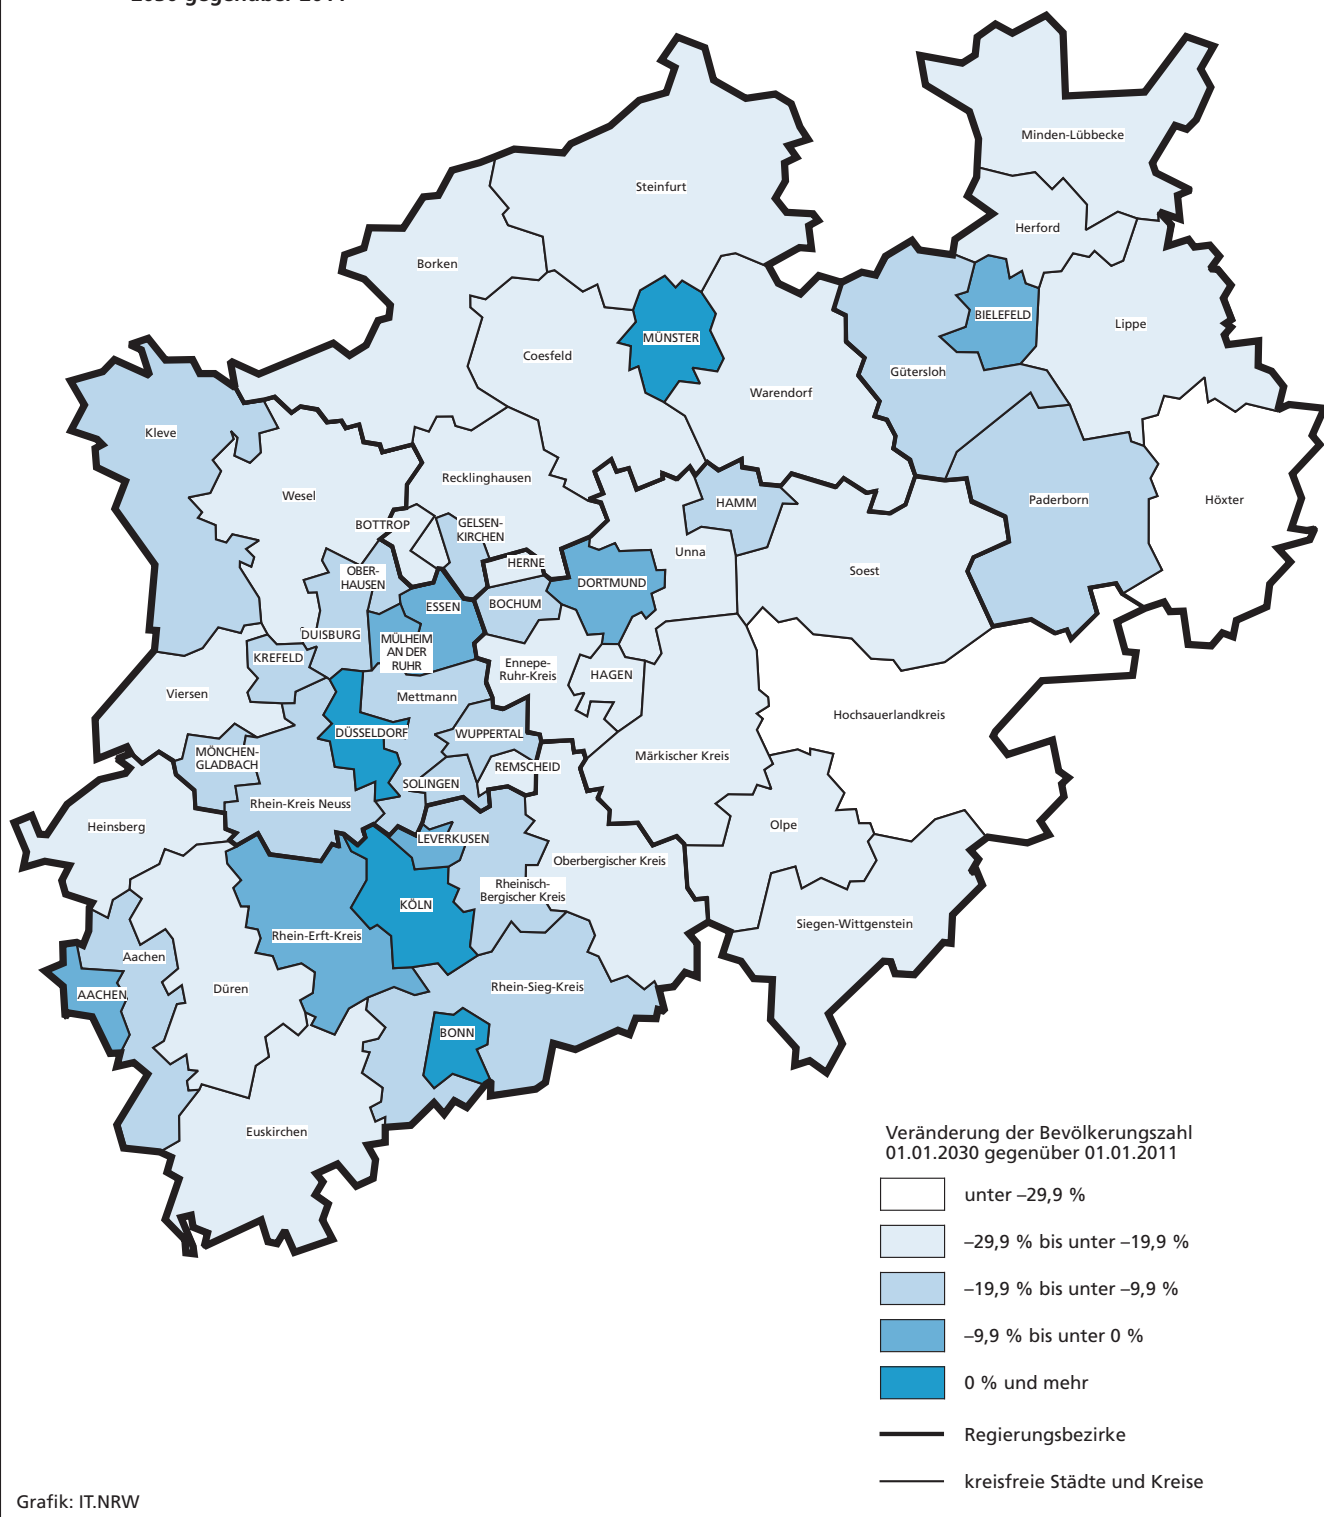 Minden-Lübbecke
Steinfurt
Herford
Borken
BIELEFELD
Lippe
MÜNSTER
Coesfeld
Gütersloh
Warendorf
Kleve
Recklinghausen
Wesel
Paderborn
Höxter
HAMM
BOTTROP
GELSEN-
KIRCHEN
Unna
HERNE
Soest
OBER-
HAUSEN
DORTMUND
ESSEN
BOCHUM
DUISBURG
MÜLHEIM
AN DER
RUHR
KREFELD
Ennepe-
Ruhr-Kreis
HAGEN
Viersen
Mettmann
Hochsauerlandkreis
DÜSSELDORF
WUPPERTAL
MÖNCHEN-
GLADBACH
Märkischer Kreis
REMSCHEID
SOLINGEN
Rhein-Kreis Neuss
Heinsberg
Olpe
LEVERKUSEN
Oberbergischer Kreis
Rheinisch-
Bergischer Kreis
KÖLN
Siegen-Wittgenstein
Rhein-Erft-Kreis
Aachen
Rhein-Sieg-Kreis
Düren
AACHEN
BONN
Euskirchen
Veränderung der Bevölkerungszahl
01.01.2030 gegenüber 01.01.2011
unter –29,9 %
–29,9 % bis unter –19,9 %
–19,9 % bis unter –9,9 %
–9,9 % bis unter 0 %
0 % und mehr
Regierungsbezirke
kreisfreie Städte und Kreise
Grafik: IT.NRW